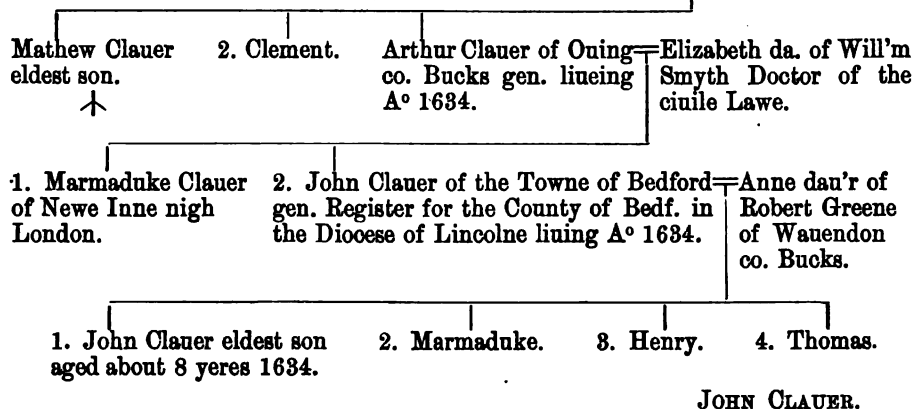 Mathew Clauer
eldest son.
2. Clement.
Arthur Clauer of Ouing
co. Bucks gen. liueing
Aº 1634.
Elizabeth da. of Will'm
Smyth Doctor of the
ciuile Lawe.
1. Marmaduke Clauer
of Newe Inne nigh
London.
2. John Clauer of the Towne of Bedford
gen. Register for the County of Bedf. in
the Diocese of Lincolne liuing Aº 1634.
Anne dau'r of
Robert Greene
of Wauendon
co. Bucks.
1. John Clauer eldest son
aged about 8 yeres 1634.
2. Marmaduke.
3. Henry.
4. Thomas.
JOHN CLAUER.